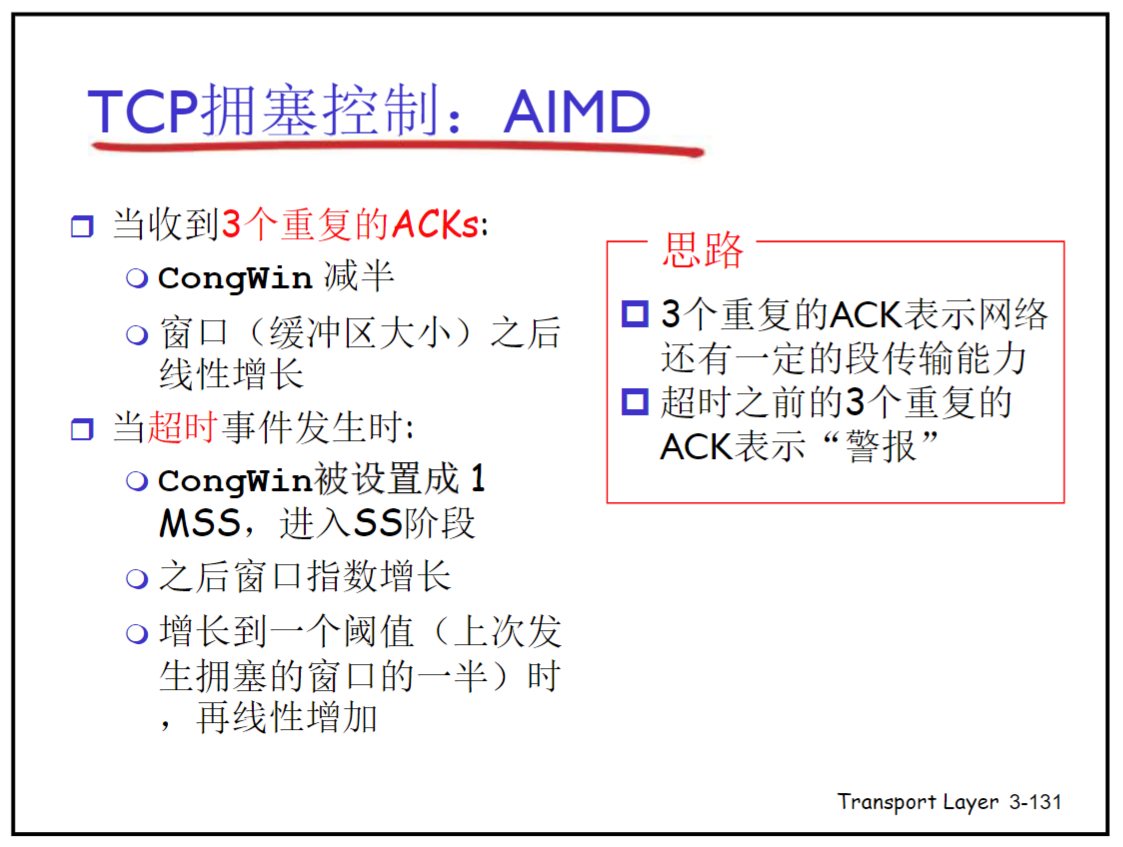 TCP拥塞控制：AIMD
当收到3个重复的ACKs:
CongWin 减半
窗口（缓冲区大小）之后
线性增长
当超时事件发生时:
CongWin被设置成 1
MSS，进入SS阶段
之后窗口指数增长
增长到一个阈值（上次发
生拥塞的窗口的一半）时
，再线性增加
思路
3个重复的ACK表示网络
还有一定的段传输能力
超时之前的3个重复的
ACK表示“警报”
Transport Layer 3-131